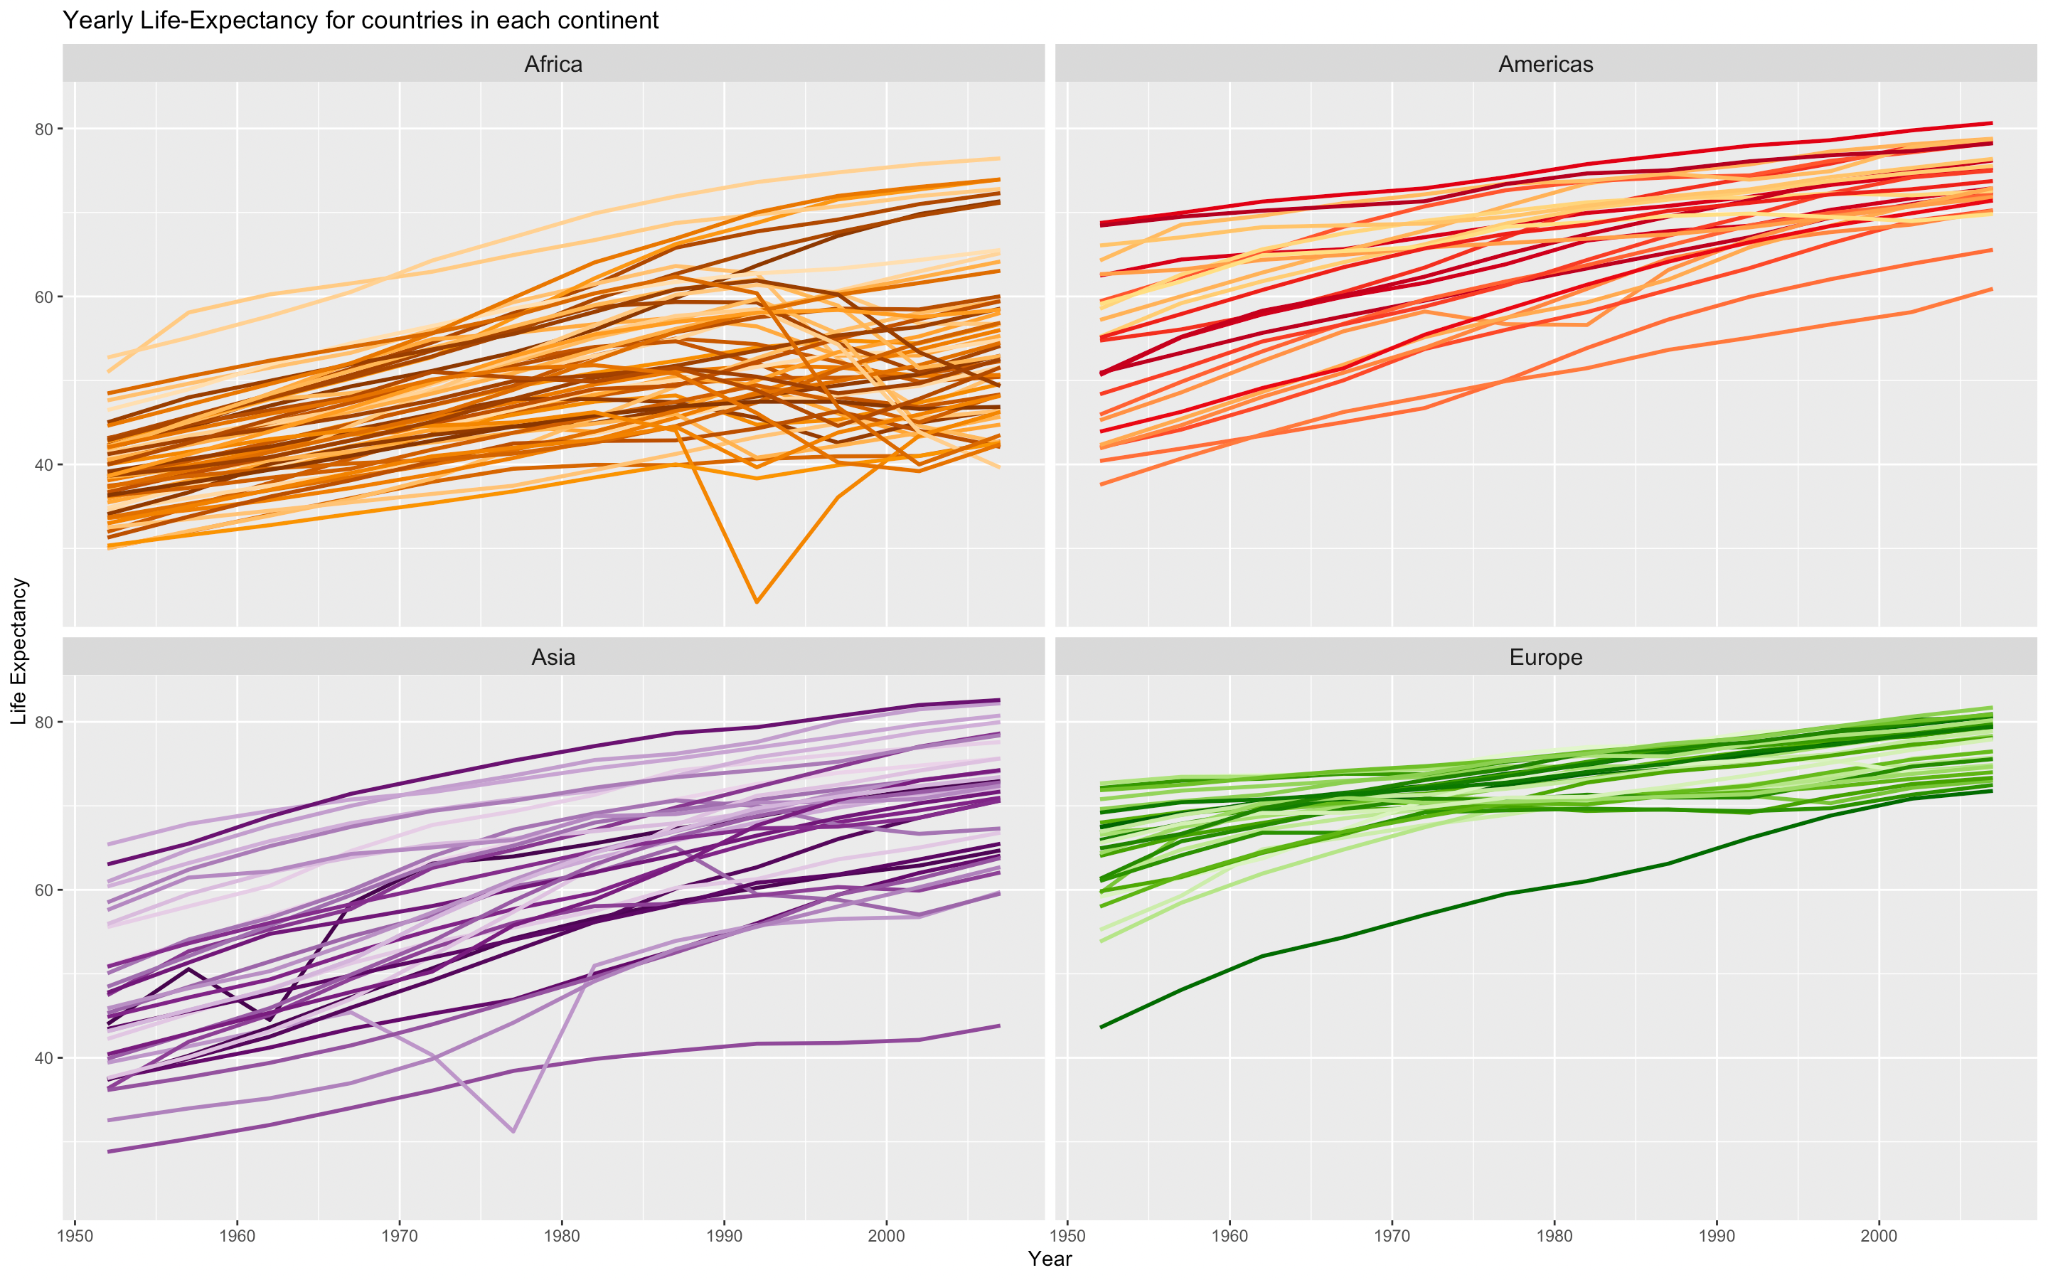 Yearly Life-Expectancy for countries in each continent
Africa
Americas
80
60
40
Asia
Europe
80
60
40
Life Expectancy
1950 1960 1970 1980 1990 2000
1950 1960 1970 1980 1990 2000
Year